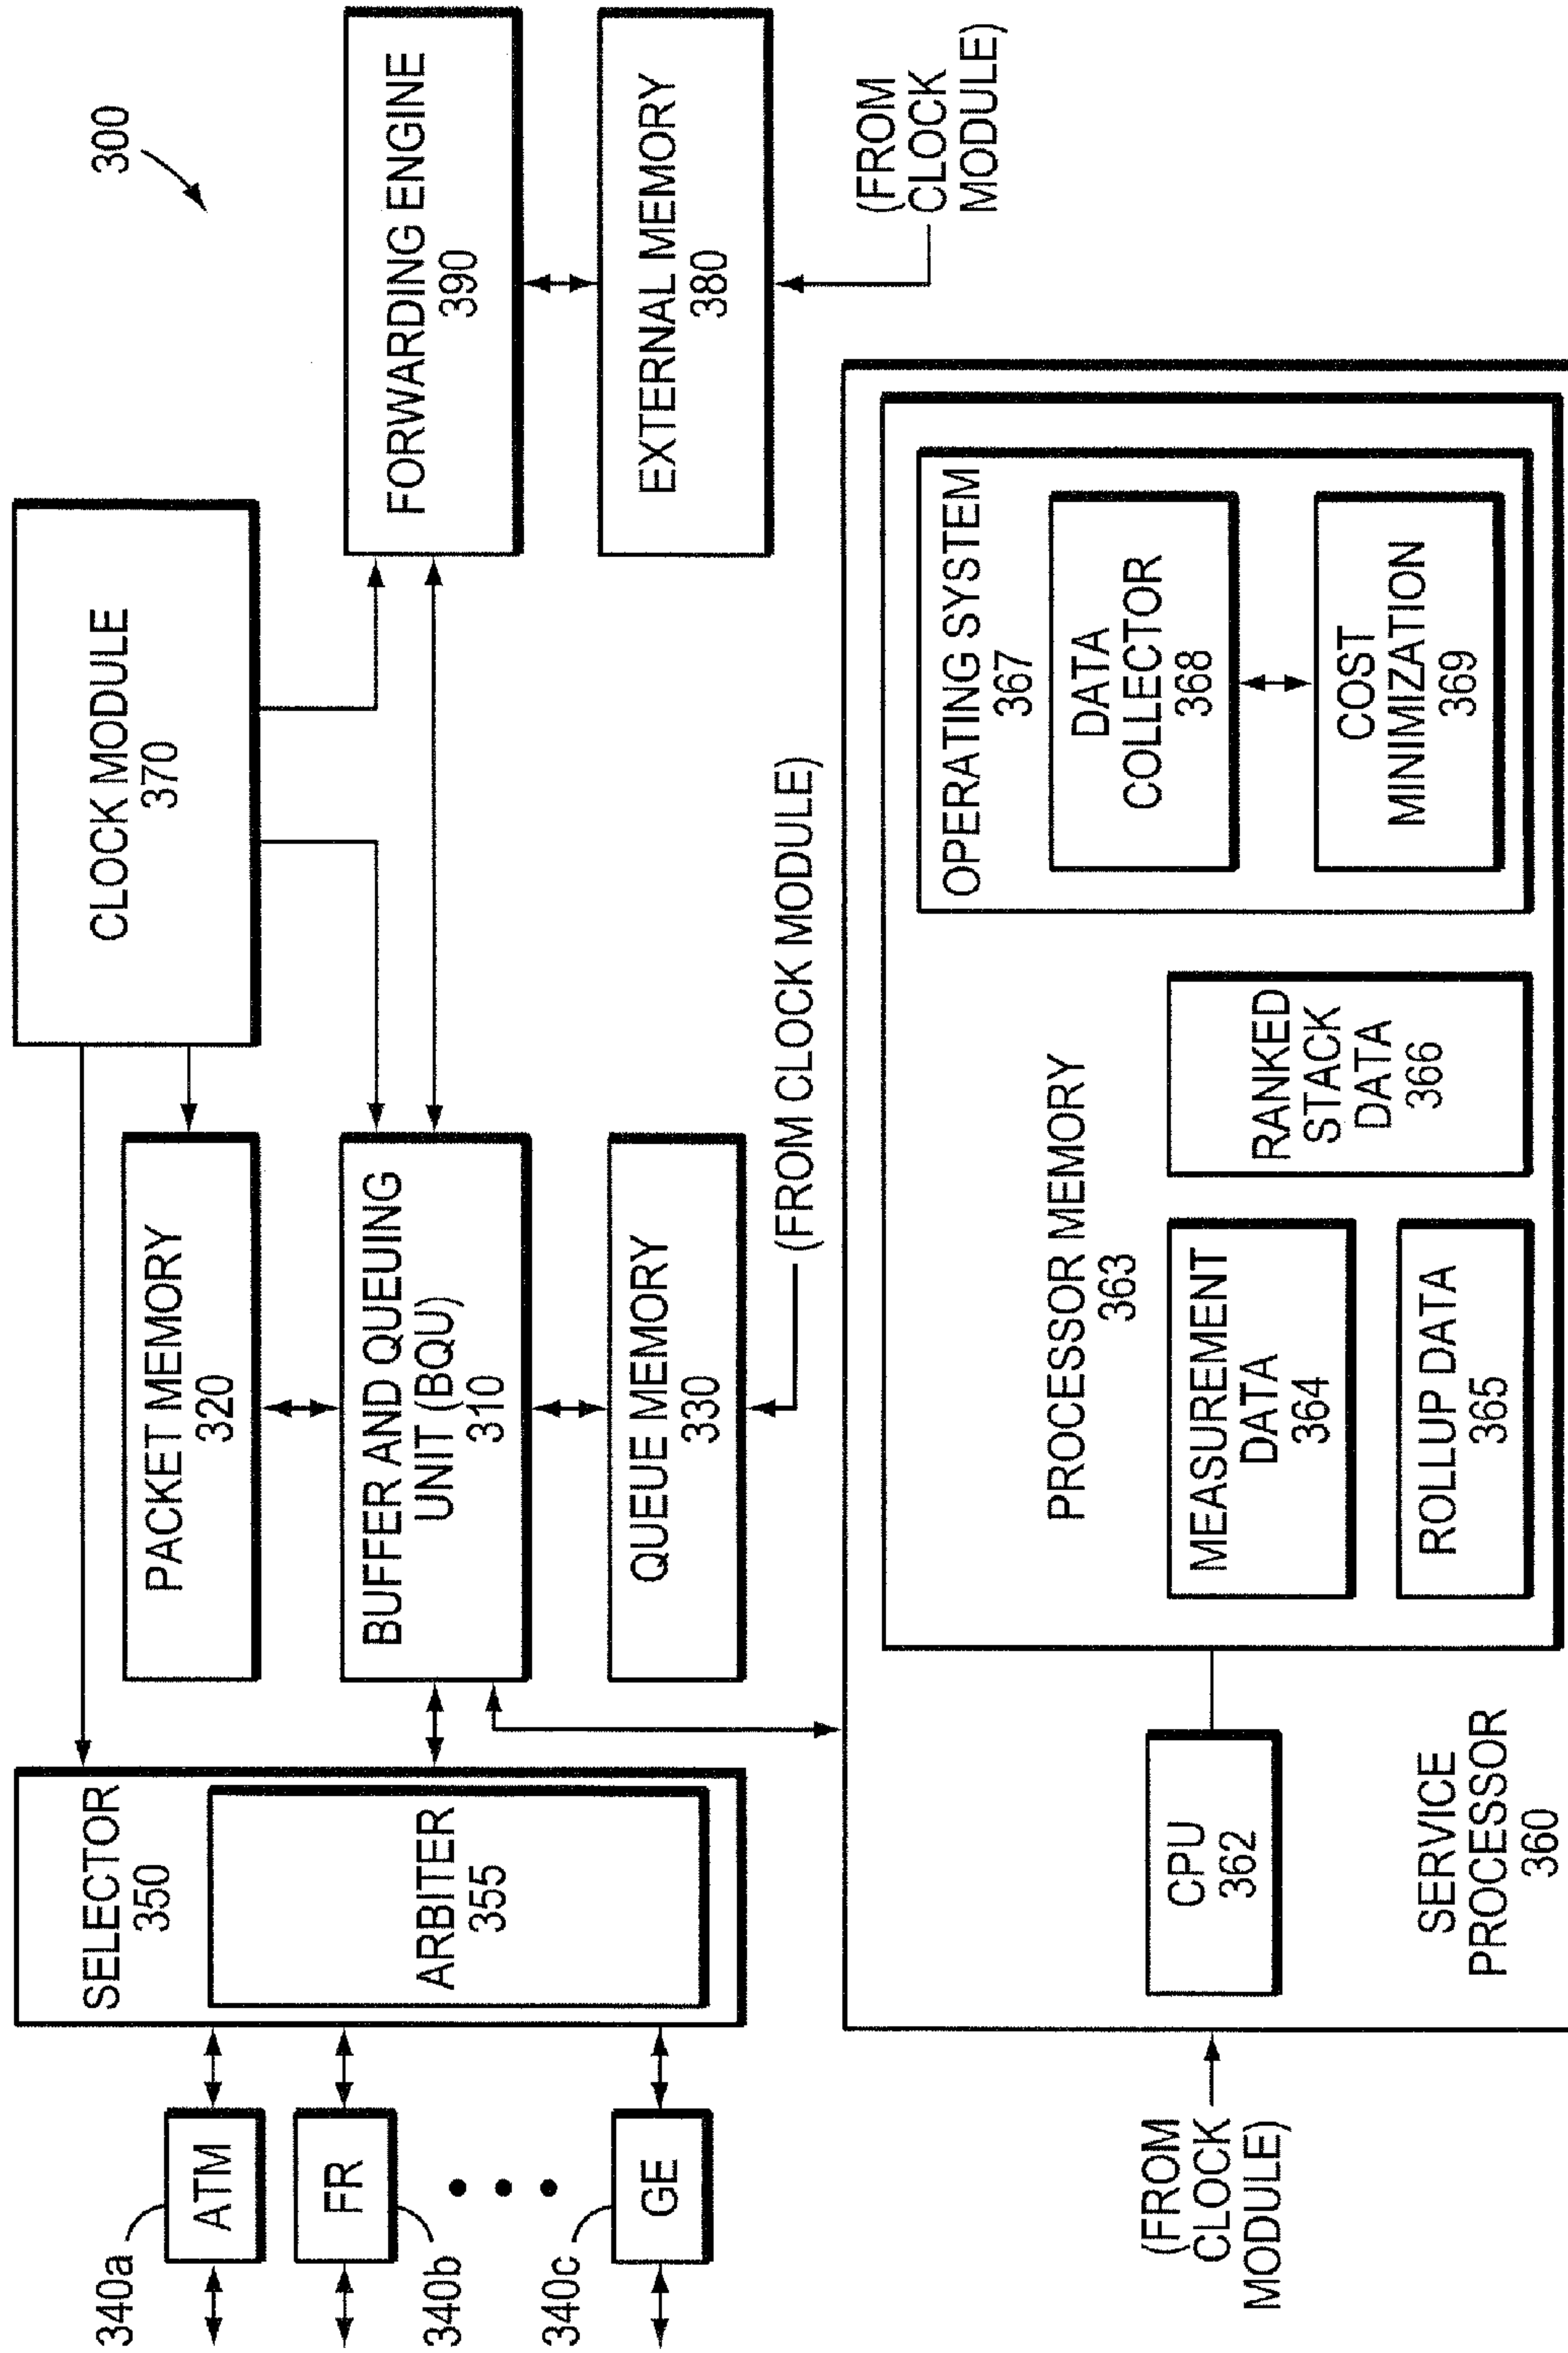 300
CLOCK MODULE
370
FORWARDING ENGINE
390
EXTERNAL MEMORY
380
(FROM
CLOCK
MODULE)
PACKET MEMORY
320
BUFFER AND QUEUING
UNIT (BQU)
310
QUEUE MEMORY
330
(FROM CLOCK MODULE)
SELECTOR
350
ARBITER
355
340a
ATM
FR
340b
340c
GE
(FROM
CLOCK
MODULE)
SERVICE
PROCESSOR
360
CPU
362
PROCESSOR MEMORY
363
MEASUREMENT
DATA
364
ROLLUP DATA
365
RANKED
STACK
DATA
366
OPERATING SYSTEM
367
DATA
COLLECTOR
368
COST
MINIMIZATION
369